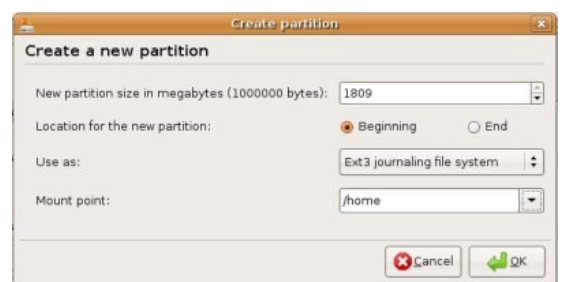 Create partition
Create a new partition
New partition size in megabytes (1000000 bytes): 1809
Location for the new partition: Beginning End
Use as: Ext3 journaling file system
Mount point: /home
Cancel OK